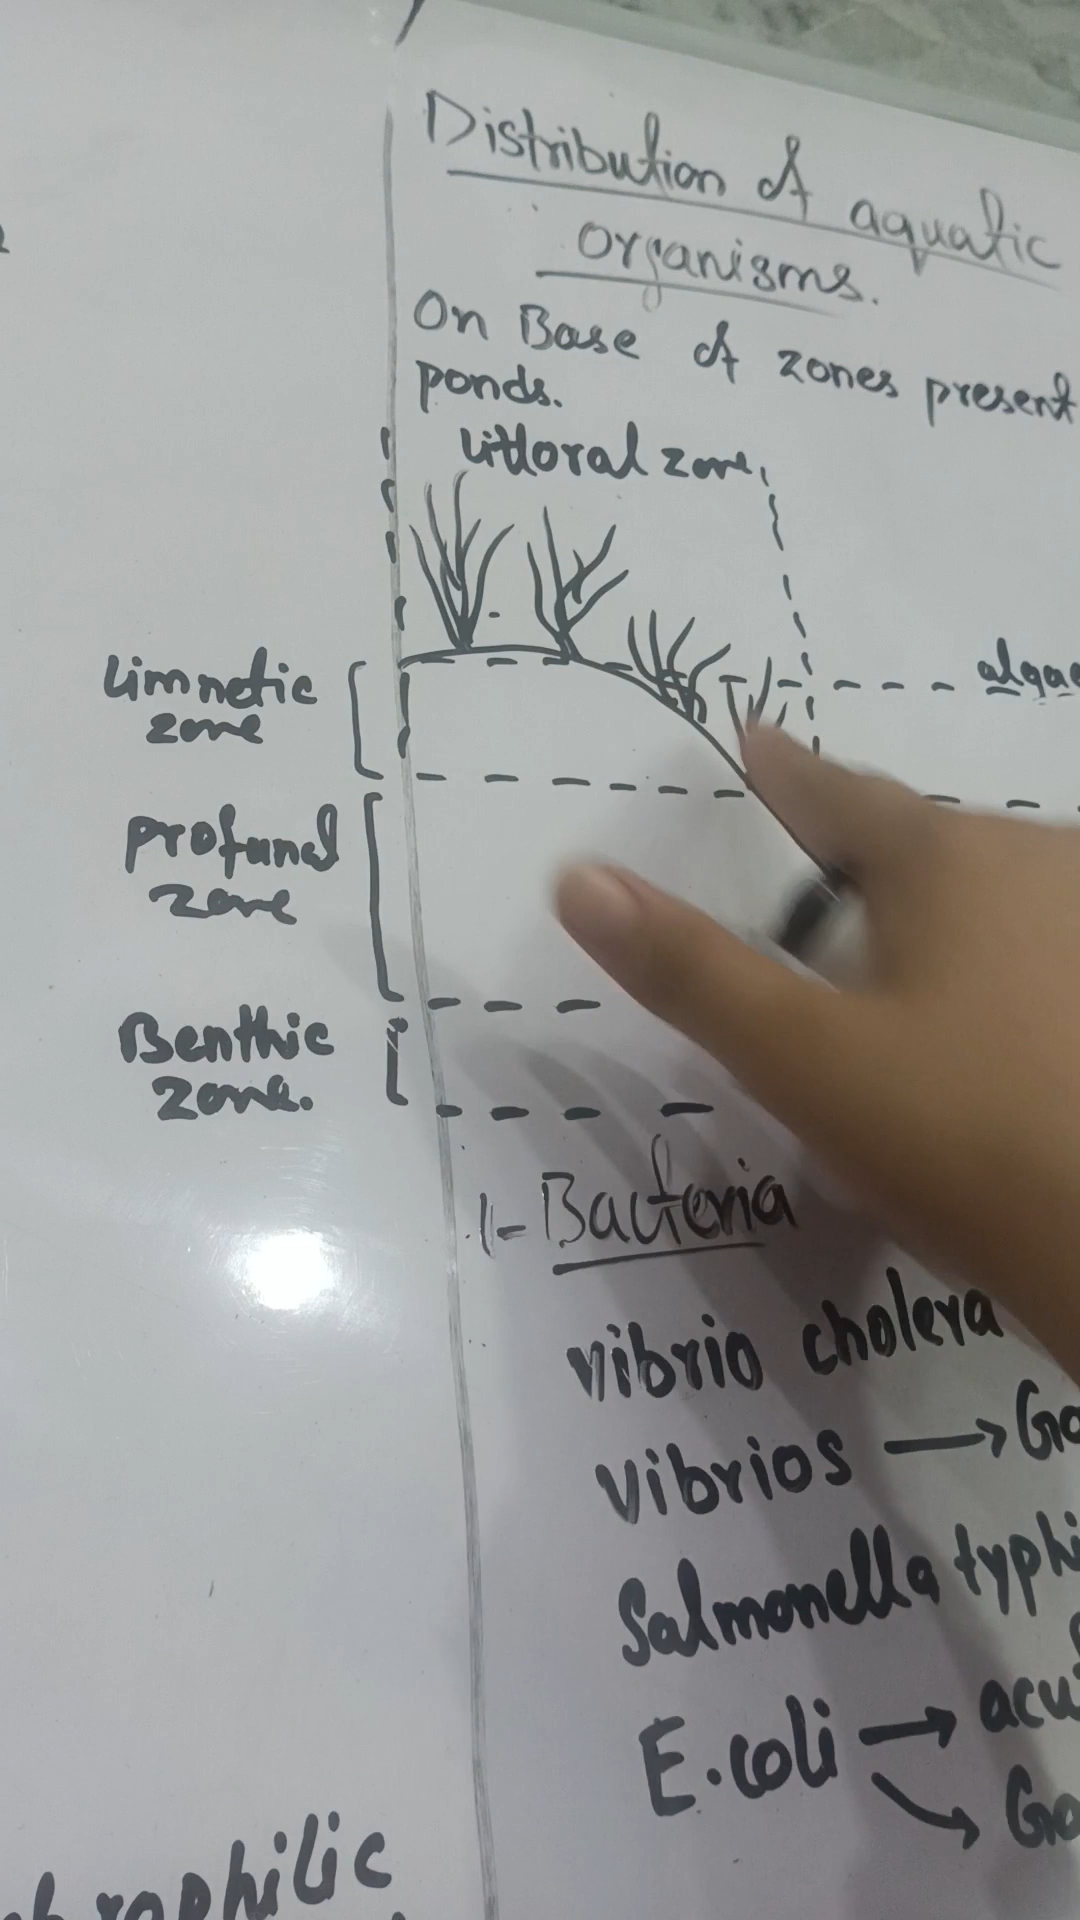 Distribution of aquatic
organisms.
On Base of zones present
ponds.
Littoral zone
algae
Limnetic
zone
Profunal
zone
Benthic
zone.
1- Bacteria
vibrio cholera
Vibrios → Ga
Salmonella typhi
E.coli → acu
→ Ga
philic